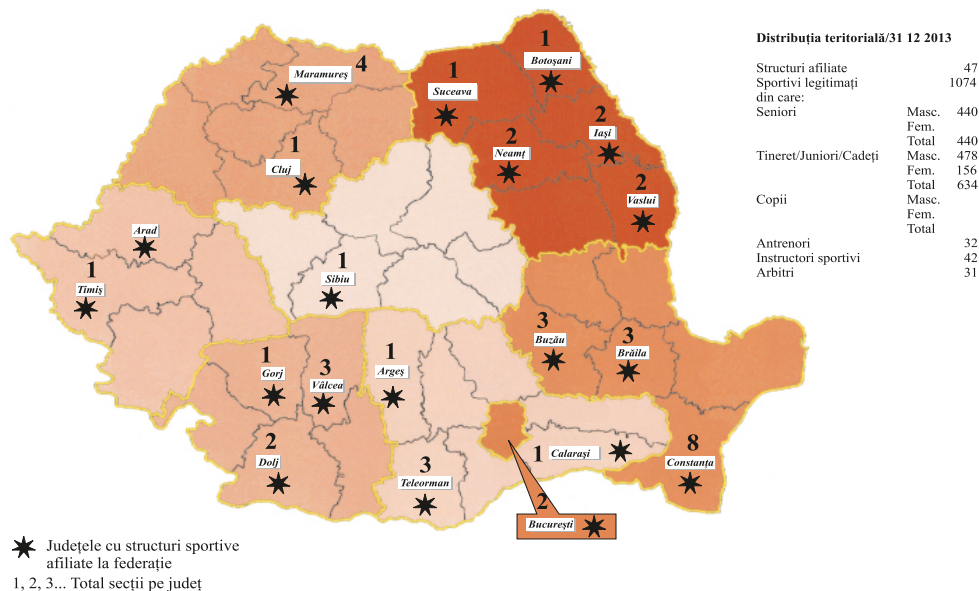 4
Maramureș
1
Cluj
1
Suceava
1
Botoșani
2
Iași
2
Neamț
2
Vaslui
Arad
1
Timiș
1
Sibiu
1
Gorj
3
Vâlcea
2
Dolj
1
Argeș
3
Teleorman
3
Buzău
3
Brăila
1 Calarași
8
Constanța
2
București
Distribuția teritorială/31 12 2013
Structuri afiliate 47
Sportivi legitimați 1074
din care:
Seniori Masc. 440
Fem.
Total 440
Tineret/Juniori/Cadeți Masc. 478
Fem. 156
Total 634
Copii Masc.
Fem.
Total
Antrenori 32
Instructori sportivi 42
Arbitri 31
Județele cu structuri sportive
afiliate la federație
1, 2, 3... Total secții pe județ